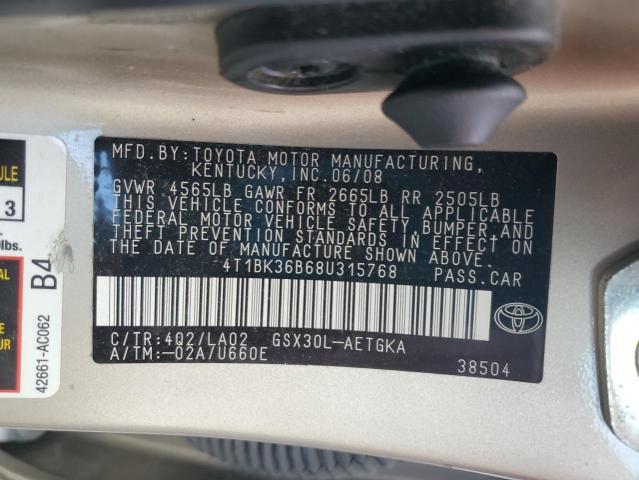 MFD.BY:TOYOTA MOTOR MANUFACTURING,
KENTUCKY,INC.06/08
GVWR 4565LB GAWR FR 2665LB RR 2505LB
THIS VEHICLE CONFORMS TO ALL APPLICABLE
FEDERAL MOTOR VEHICLE SAFETY,BUMPER,AND
THEFT PREVENTION STANDARDS IN EFFECT ON
THE DATE OF MANUFACTURE SHOWN ABOVE.
4T1BK36B68U315768 PASS.CAR
C/TR:4Q2/LA02 GSX30L-AETGKA
A/TM:-02A/U660E
38504
3
lbs.
B4
42661-AC062